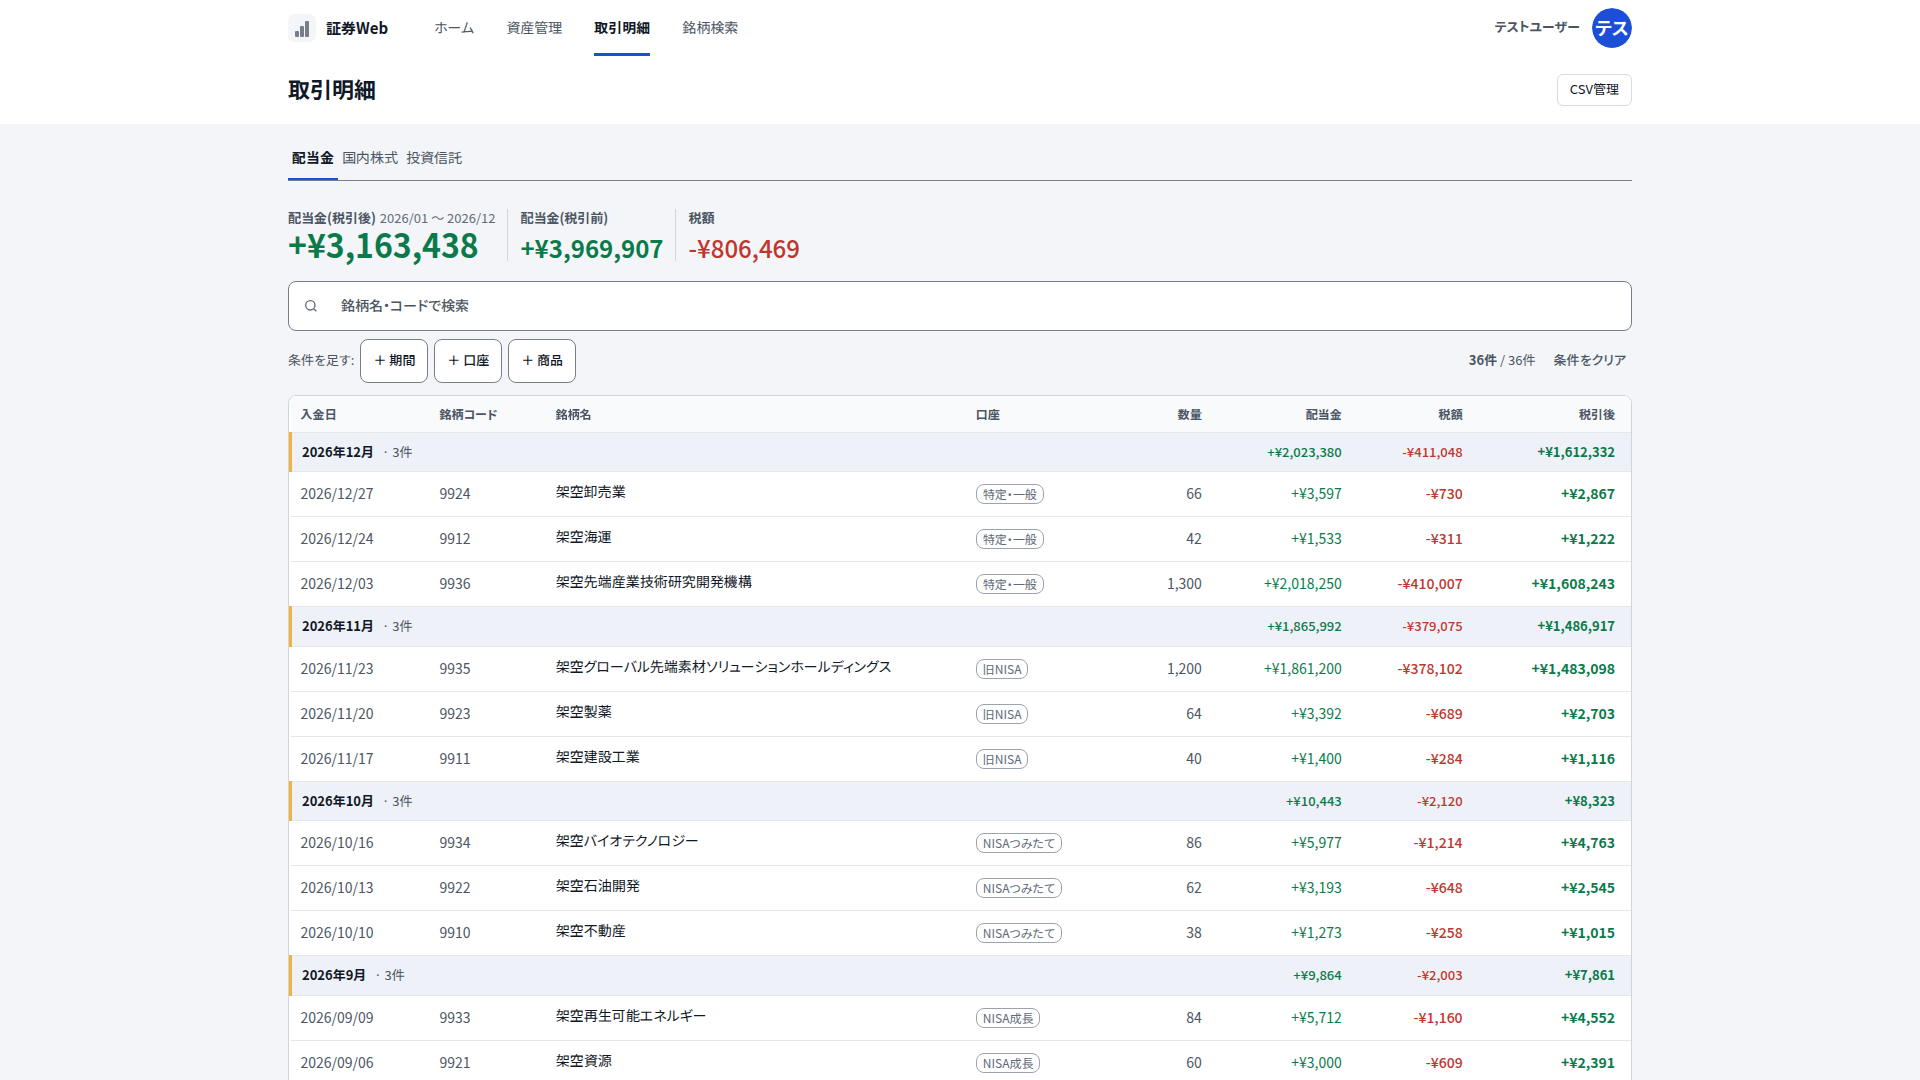 証券Web ホーム 資産管理 取引明細 銘柄検索 テストユーザー テス
取引明細 CSV管理
配当金 国内株式 投資信託
配当金(税引後) 2026/01 〜 2026/12 配当金(税引前) 税額
+¥3,163,438 +¥3,969,907 -¥806,469
銘柄名・コードで検索
条件を足す: ＋ 期間 ＋ 口座 ＋ 商品 36件 / 36件 条件をクリア
入金日 銘柄コード 銘柄名 口座 数量 配当金 税額 税引後
2026年12月 · 3件 +¥2,023,380 -¥411,048 +¥1,612,332
2026/12/27 9924 架空卸売業 特定・一般 66 +¥3,597 -¥730 +¥2,867
2026/12/24 9912 架空海運 特定・一般 42 +¥1,533 -¥311 +¥1,222
2026/12/03 9936 架空先端産業技術研究開発機構 特定・一般 1,300 +¥2,018,250 -¥410,007 +¥1,608,243
2026年11月 · 3件 +¥1,865,992 -¥379,075 +¥1,486,917
2026/11/23 9935 架空グローバル先端素材ソリューションホールディングス 旧NISA 1,200 +¥1,861,200 -¥378,102 +¥1,483,098
2026/11/20 9923 架空製薬 旧NISA 64 +¥3,392 -¥689 +¥2,703
2026/11/17 9911 架空建設工業 旧NISA 40 +¥1,400 -¥284 +¥1,116
2026年10月 · 3件 +¥10,443 -¥2,120 +¥8,323
2026/10/16 9934 架空バイオテクノロジー NISAつみたて 86 +¥5,977 -¥1,214 +¥4,763
2026/10/13 9922 架空石油開発 NISAつみたて 62 +¥3,193 -¥648 +¥2,545
2026/10/10 9910 架空不動産 NISAつみたて 38 +¥1,273 -¥258 +¥1,015
2026年9月 · 3件 +¥9,864 -¥2,003 +¥7,861
2026/09/09 9933 架空再生可能エネルギー NISA成長 84 +¥5,712 -¥1,160 +¥4,552
2026/09/06 9921 架空資源 NISA成長 60 +¥3,000 -¥609 +¥2,391